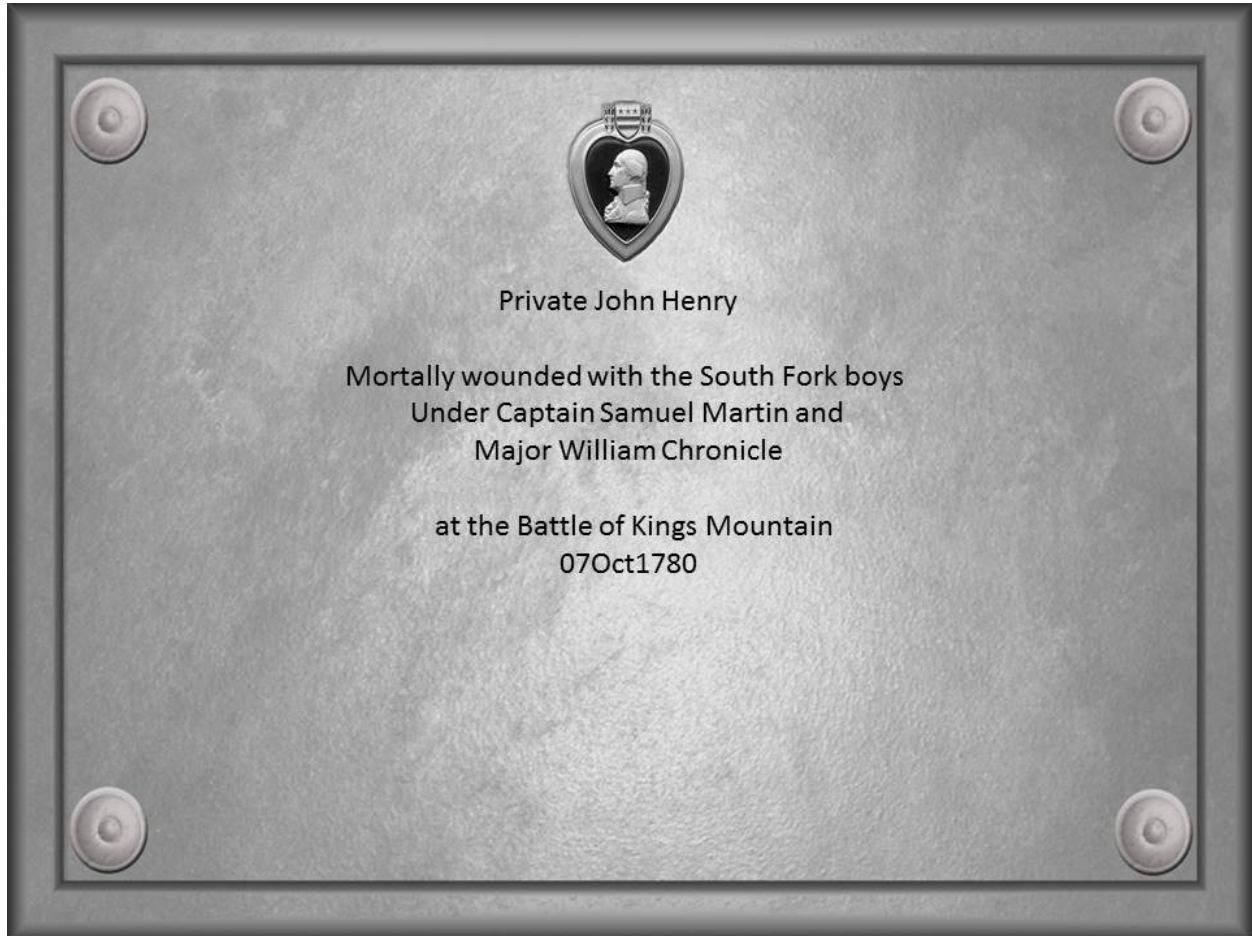 Private John Henry
Mortally wounded with the South Fork boys
Under Captain Samuel Martin and
Major William Chronicle
at the Battle of Kings Mountain
07Oct1780